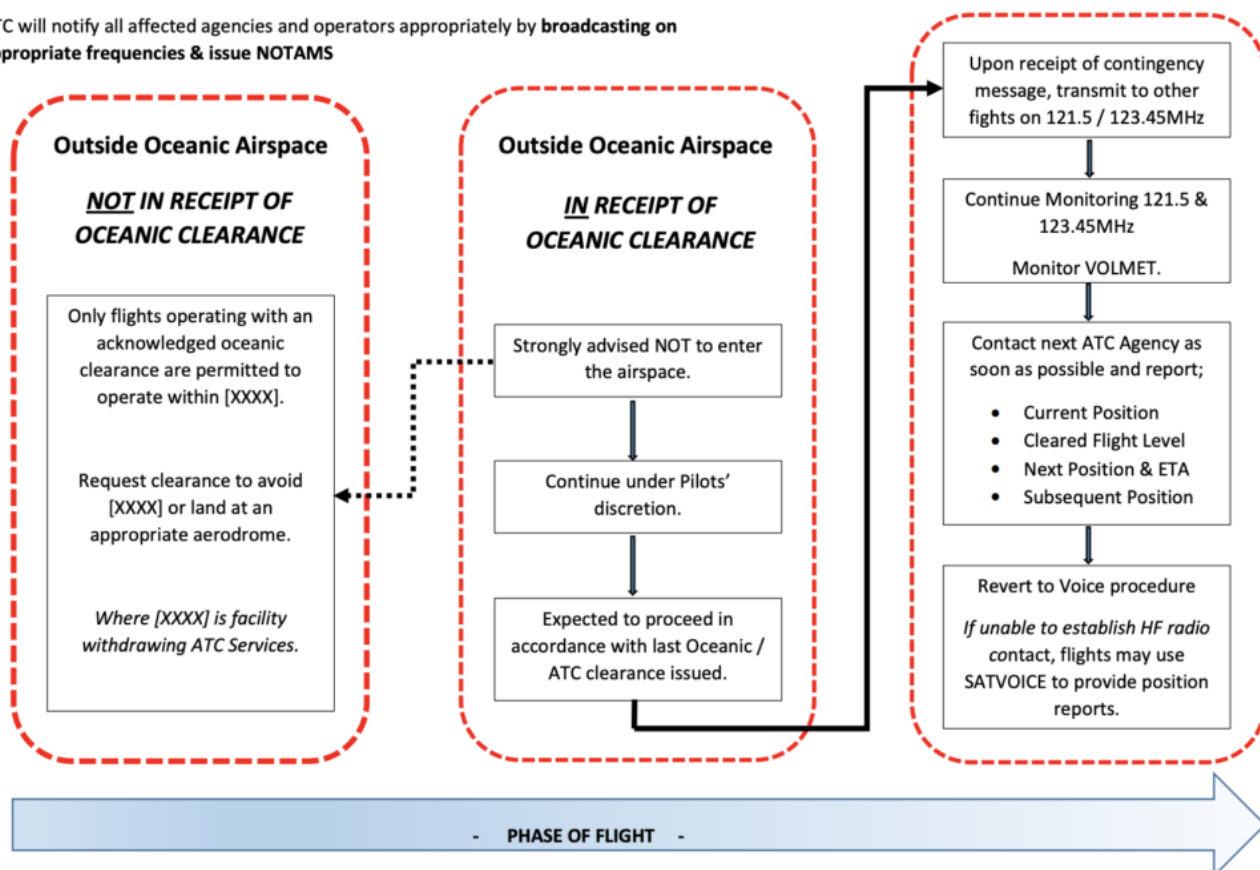 TC will notify all affected agencies and operators appropriately by broadcasting on
ppropriate frequencies & issue NOTAMS
Outside Oceanic Airspace
NOT IN RECEIPT OF
OCEANIC CLEARANCE
Only flights operating with an
acknowledged oceanic
clearance are permitted to
operate within [XXXX].
Request clearance to avoid
[XXXX] or land at an
appropriate aerodrome.
Where [XXXX] is facility
withdrawing ATC Services.
Outside Oceanic Airspace
IN RECEIPT OF
OCEANIC CLEARANCE
Strongly advised NOT to enter
the airspace.
Continue under Pilots’
discretion.
Expected to proceed in
accordance with last Oceanic /
ATC clearance issued.
Upon receipt of contingency
message, transmit to other
fights on 121.5 / 123.45MHz
Continue Monitoring 121.5 &
123.45MHz
Monitor VOLMET.
Contact next ATC Agency as
soon as possible and report;
• Current Position
• Cleared Flight Level
• Next Position & ETA
• Subsequent Position
Revert to Voice procedure
If unable to establish HF radio
contact, flights may use
SATVOICE to provide position
reports.
- PHASE OF FLIGHT -